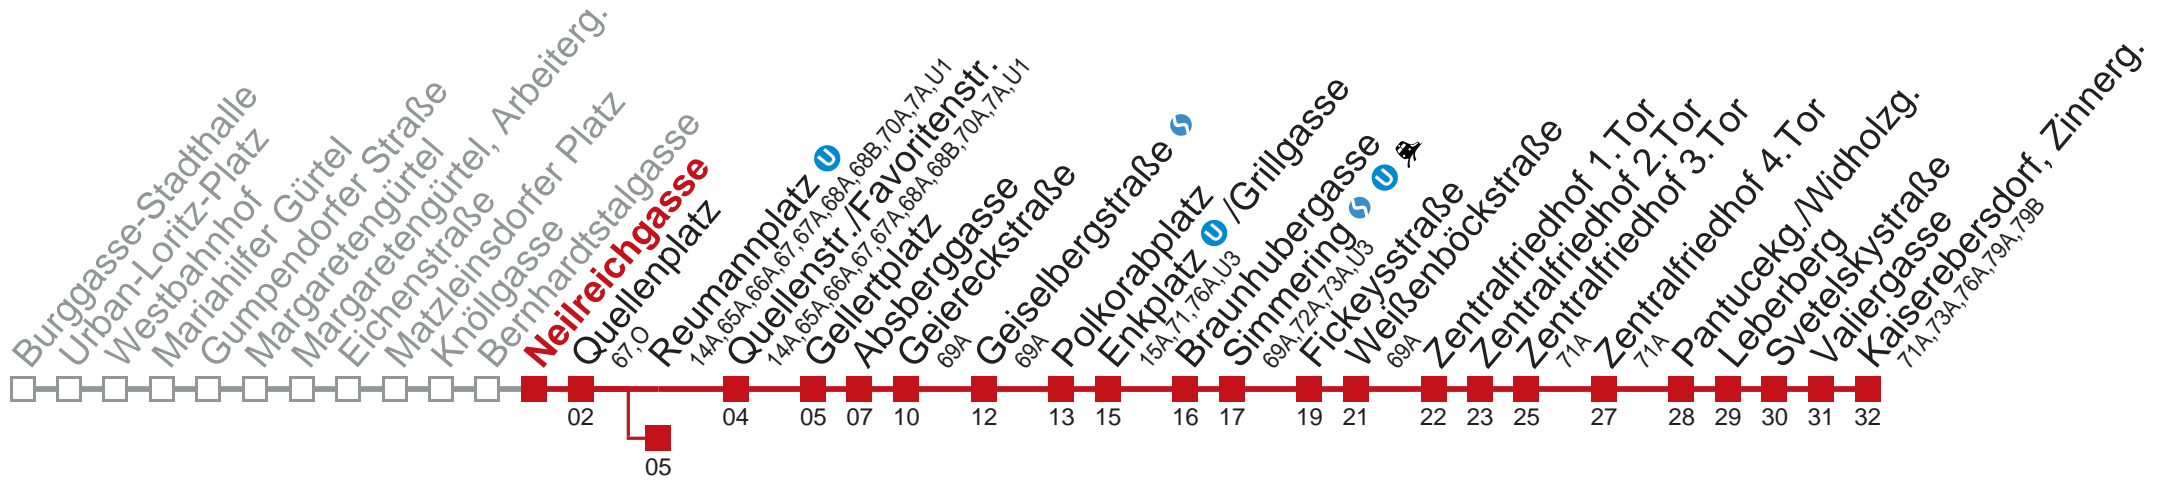 Burggasse-Stadthalle
Urban-Loritz-Platz
Westbahnhof
Mariahilfer Gürtel
Gumpendorfer Straße
Margaretengürtel
Margaretengürtel, Arbeiterg.
Eichenstraße
Matzleinsdorfer Platz
Knöllgasse
Bernhardtstalgasse
Neilreichgasse
Quellenplatz
67,O
Reumannplatz U
14A,65A,66A,67,67A,68A,68B,70A,7A,U1
Quellenstr./Favoritenstr.
14A,65A,66A,67,67A,68A,68B,70A,7A,U1
Gellertplatz
Absberggasse
Geiereckstraße
69A
Geiselbergstraße S
69A
Polkorabplatz
Enkplatz U /Grillgasse
15A,71,76A,U3
Braunhubergasse
Simmering S U
69A,72A,73A,U3
Fickeysstraße
Weißenböckstraße
69A
Zentralfriedhof 1.Tor
Zentralfriedhof 2.Tor
Zentralfriedhof 3.Tor
71A
Zentralfriedhof 4.Tor
71A
Pantucekg./Widholzg.
Leberberg
Svetelskystraße
Valiergasse
Kaiserebersdorf, Zinnerg.
71A,73A,76A,79A,79B
02 04 05 07 10 12 13 15 16 17 19 21 22 23 25 27 28 29 30 31 32
05